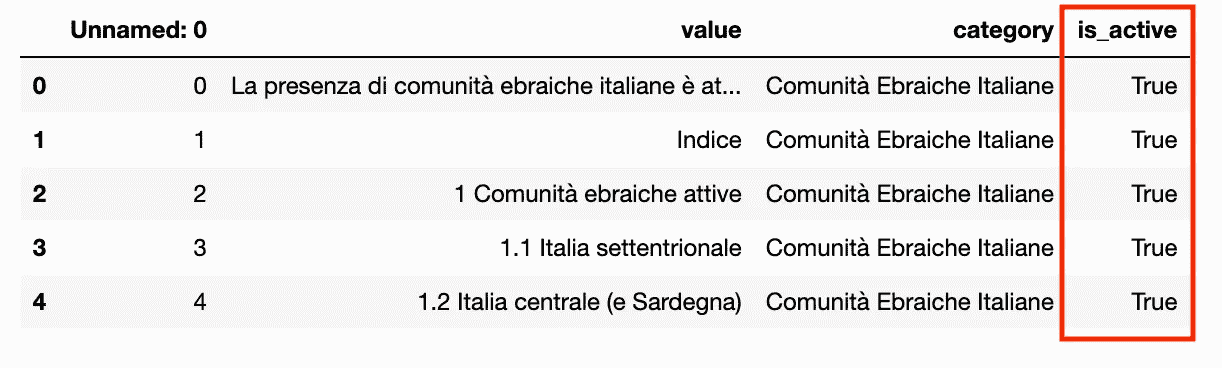 Unnamed: 0 value category is_active
0 0 La presenza di comunità ebraiche italiane è at... Comunità Ebraiche Italiane True
1 1 Indice Comunità Ebraiche Italiane True
2 2 1 Comunità ebraiche attive Comunità Ebraiche Italiane True
3 3 1.1 Italia settentrionale Comunità Ebraiche Italiane True
4 4 1.2 Italia centrale (e Sardegna) Comunità Ebraiche Italiane True